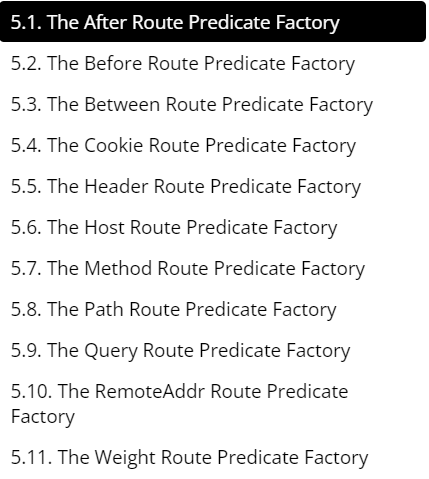 5.1. The After Route Predicate Factory
5.2. The Before Route Predicate Factory
5.3. The Between Route Predicate Factory
5.4. The Cookie Route Predicate Factory
5.5. The Header Route Predicate Factory
5.6. The Host Route Predicate Factory
5.7. The Method Route Predicate Factory
5.8. The Path Route Predicate Factory
5.9. The Query Route Predicate Factory
5.10. The RemoteAddr Route Predicate
Factory
5.11. The Weight Route Predicate Factory